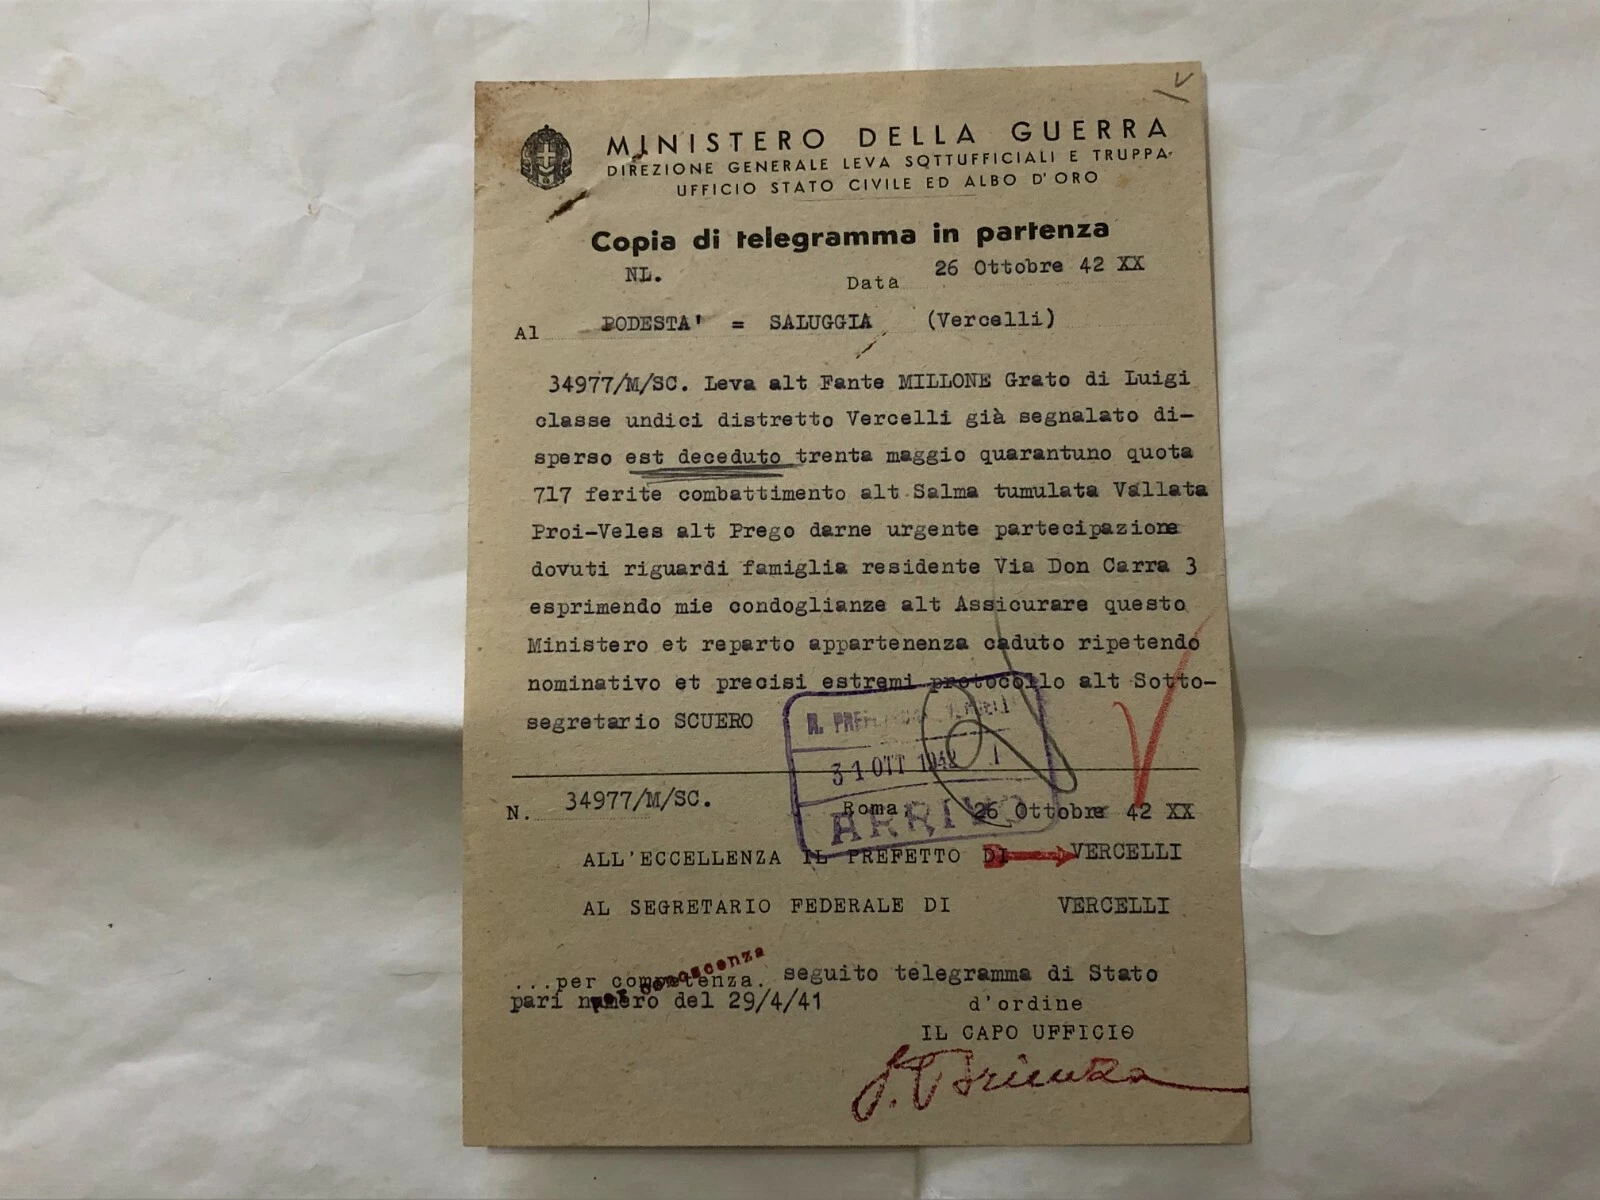 MINISTERO DELLA GUERRA
DIREZIONE GENERALE LEVA SOTTUFFICIALI E TRUPPA
UFFICIO STATO CIVILE ED ALBO D'ORO
Copia di telegramma in partenza
NL.
Data 26 Ottobre 42 XX
Al PODESTA' = SALUGGIA (Vercelli)
34977/M/SC. Leva alt Fante MILLONE Grato di Luigi
classe undici distretto Vercelli già segnalato di-
sperso est deceduto trenta maggio quarantuno quota
717 ferite combattimento alt Salma tumulata Vallata
Proi-Veles alt Prego darne urgente partecipazione
dovuti riguardi famiglia residente Via Don Carra 3
esprimendo mie condoglianze alt Assicurare questo
Ministero et reparto appartenenza caduto ripetendo
nominativo et precisi estremi protocollo alt Sotto-
segretario SCUERO
31 OTT 1942
ARRIVO
N. 34977/M/SC. Roma, 26 Ottobre 42 XX
ALL'ECCELLENZA IL PREFETTO DI VERCELLI
AL SEGRETARIO FEDERALE DI VERCELLI
per conoscenza
...per competenza. seguito telegramma di Stato
pari numero del 29/4/41
d'ordine
IL CAPO UFFICIO